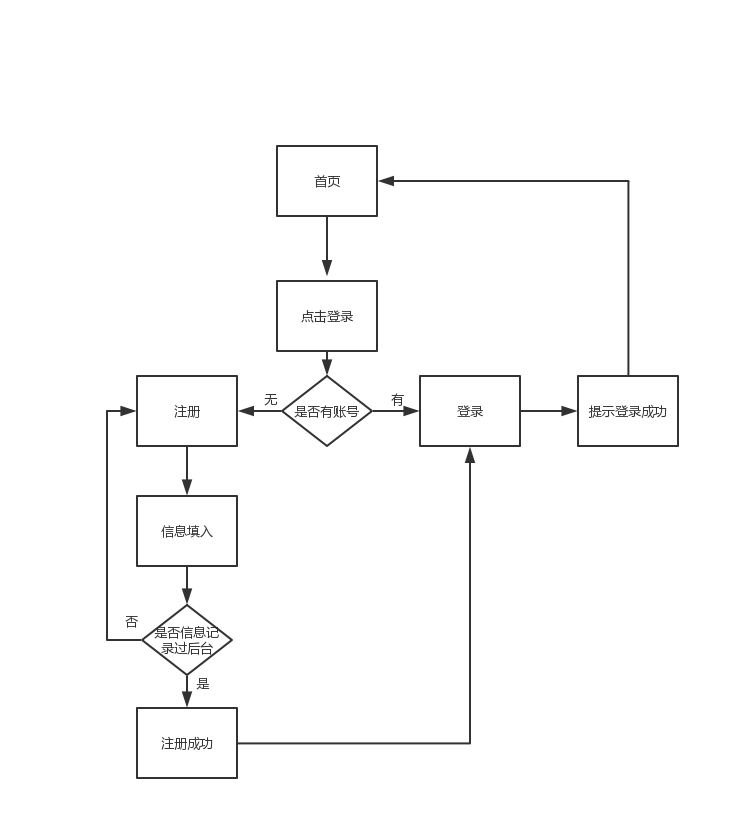 首页
点击登录
无
有
注册
是否有账号
登录
提示登录成功
信息填入
否
是否信息记
录过后台
是
注册成功